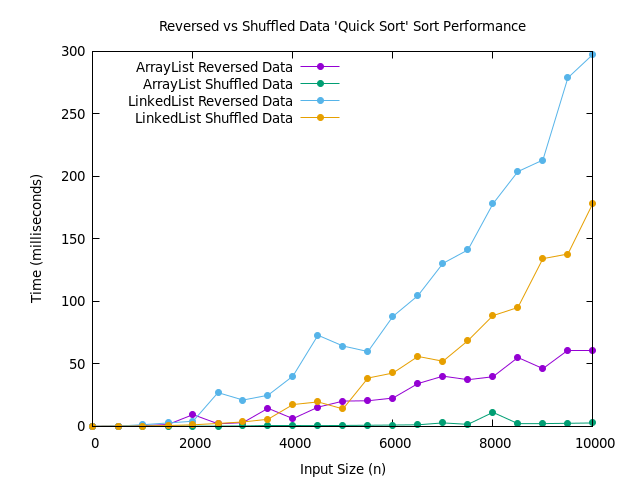 Reversed vs Shuffled Data 'Quick Sort' Sort Performance
300
250
200
150
100
50
0
Time (milliseconds)
ArrayList Reversed Data
ArrayList Shuffled Data
LinkedList Reversed Data
LinkedList Shuffled Data
0 2000 4000 6000 8000 10000
Input Size (n)